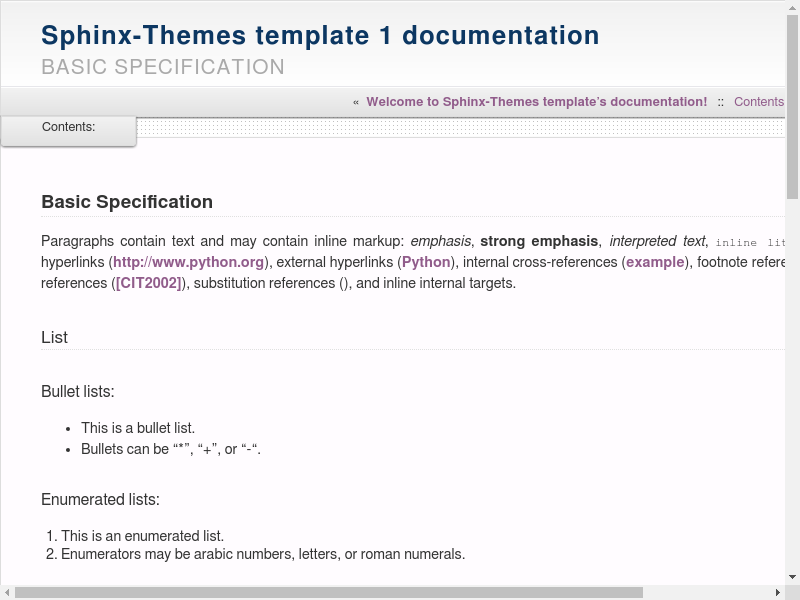 Sphinx-Themes template 1 documentation
BASIC SPECIFICATION
« Welcome to Sphinx-Themes template's documentation! :: Contents
Contents:
Basic Specification
Paragraphs contain text and may contain inline markup: emphasis, strong emphasis, interpreted text, inline lit
hyperlinks (http://www.python.org), external hyperlinks (Python), internal cross-references (example), footnote refere
references ([CIT2002]), substitution references (), and inline internal targets.
List
Bullet lists:
• This is a bullet list.
• Bullets can be “*”, “+”, or “-“.
Enumerated lists:
1. This is an enumerated list.
2. Enumerators may be arabic numbers, letters, or roman numerals.